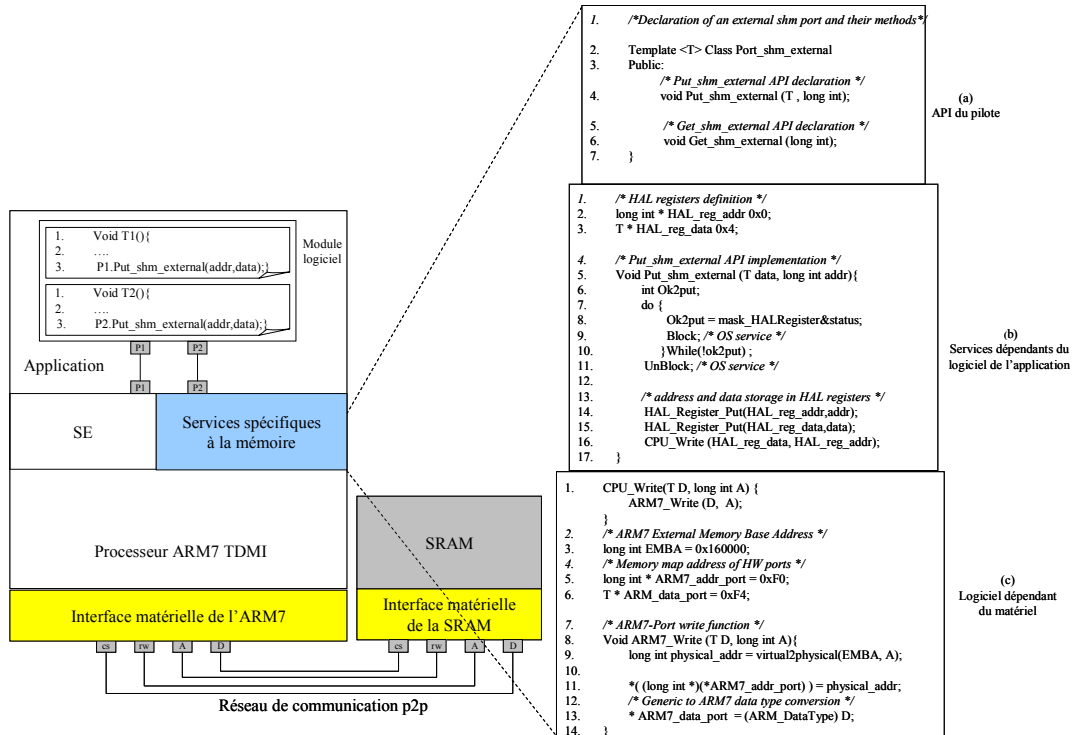 Module
logiciel
1. Void T1(){
2. ....
3. P1.Put_shm_external(addr,data);}
1. Void T2(){
2. ....
3. P2.Put_shm_external(addr,data);}
P1 P2
Application
P1 P2
SE
Services spécifiques
à la mémoire
Processeur ARM7 TDMI
SRAM
Interface matérielle de l'ARM7
Interface matérielle
de la SRAM
cs rw A D
cs rw A D
Réseau de communication p2p
1. /*Declaration of an external shm port and their methods*/
2. Template <T> Class Port_shm_external
3. Public:
/* Put_shm_external API declaration */
4. void Put_shm_external (T , long int);
5. /* Get_shm_external API declaration */
6. void Get_shm_external (long int);
7. }
(a)
API du pilote
1. /* HAL registers definition */
2. long int * HAL_reg_addr 0x0;
3. T * HAL_reg_data 0x4;
4. /* Put_shm_external API implementation */
5. Void Put_shm_external (T data, long int addr){
6. int Ok2put;
7. do {
8. Ok2put = mask_HALRegister&status;
9. Block; /* OS service */
10. }While(!ok2put) ;
11. UnBlock; /* OS service */
12.
13. /* address and data storage in HAL registers */
14. HAL_Register_Put(HAL_reg_addr,addr);
15. HAL_Register_Put(HAL_reg_data,data);
16. CPU_Write (HAL_reg_data, HAL_reg_addr);
17. }
(b)
Services dépendants du
logiciel de l'application
1. CPU_Write(T D, long int A) {
ARM7_Write (D, A);
}
2. /* ARM7 External Memory Base Address */
3. long int EMBA = 0x160000;
4. /* Memory map address of HW ports */
5. long int * ARM7_addr_port = 0xF0;
6. T * ARM_data_port = 0xF4;
7. /* ARM7-Port write function */
8. Void ARM7_Write (T D, long int A){
9. long int physical_addr = virtual2physical(EMBA, A);
10.
11. *( (long int *)(*ARM7_addr_port) ) = physical_addr;
12. /* Generic to ARM7 data type conversion */
13. * ARM7_data_port = (ARM_DataType) D;
14. }
(c)
Logiciel dépendant
du matériel